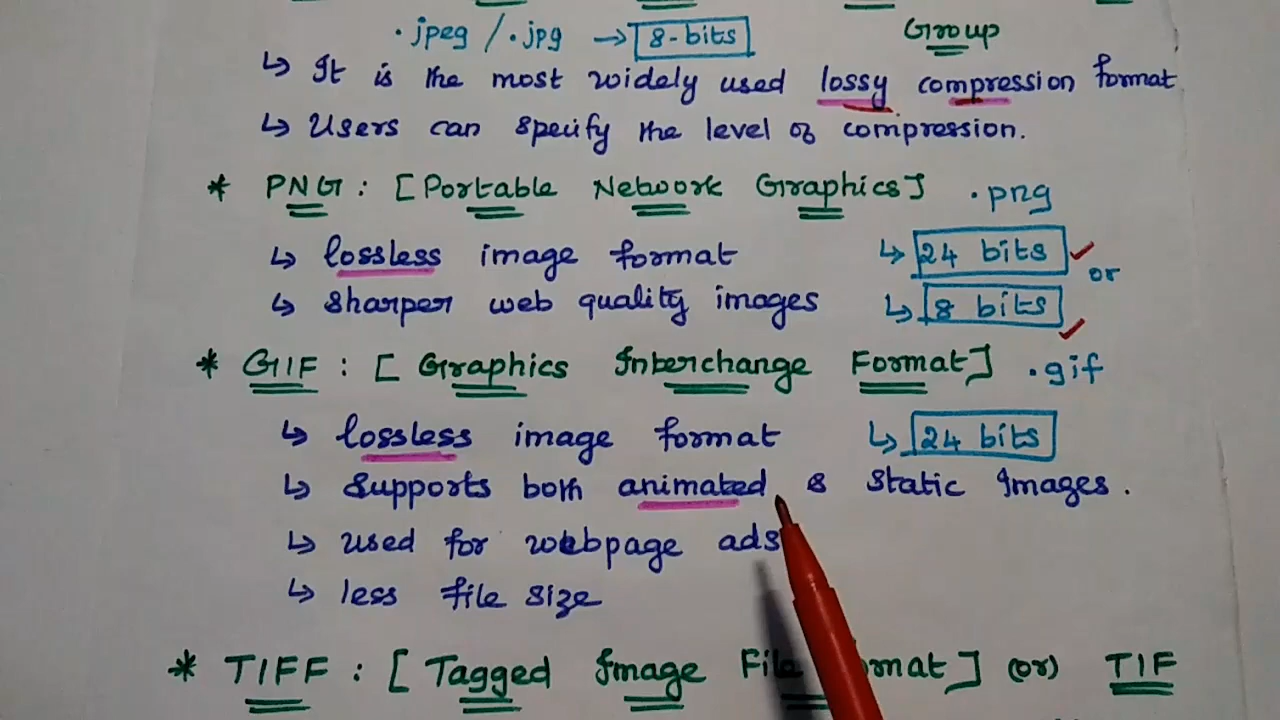 .jpeg / .jpg → 8-bits Group
↳ It is the most widely used lossy compression format
↳ Users can specify the level of compression.
* PNG : [Portable Network Graphics] .png
↳ lossless image format ↳ 24 bits ✓ or
↳ sharper web quality images ↳ 8 bits ✓
* GIF : [Graphics Interchange Format] .gif
↳ lossless image format ↳ 24 bits
↳ supports both animated & static Images.
↳ used for webpage ads
↳ less file size
* TIFF : [Tagged Image File mat] (or) TIF